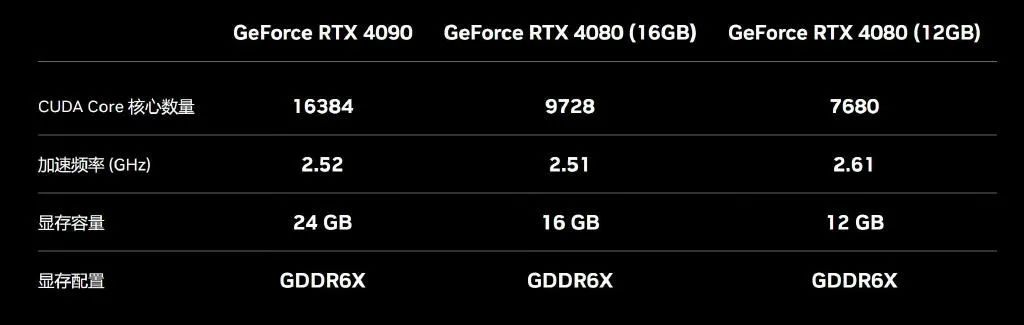 GeForce RTX 4090 GeForce RTX 4080 (16GB) GeForce RTX 4080 (12GB)
CUDA Core 核心数量 16384 9728 7680
加速频率 (GHz) 2.52 2.51 2.61
显存容量 24 GB 16 GB 12 GB
显存配置 GDDR6X GDDR6X GDDR6X